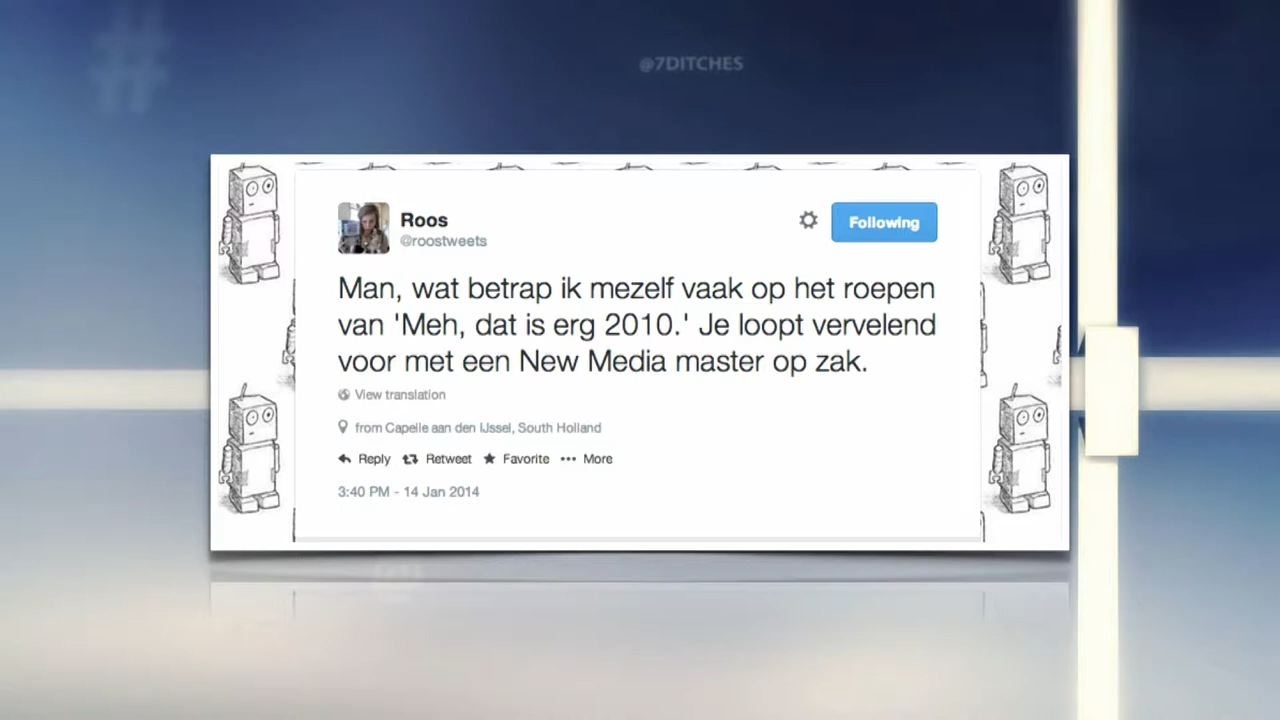 #
@7DITCHES
Roos
@roostweets
Following
Man, wat betrap ik mezelf vaak op het roepen
van 'Meh, dat is erg 2010.' Je loopt vervelend
voor met een New Media master op zak.
View translation
from Capelle aan den IJssel, South Holland
Reply Retweet Favorite ••• More
3:40 PM - 14 Jan 2014